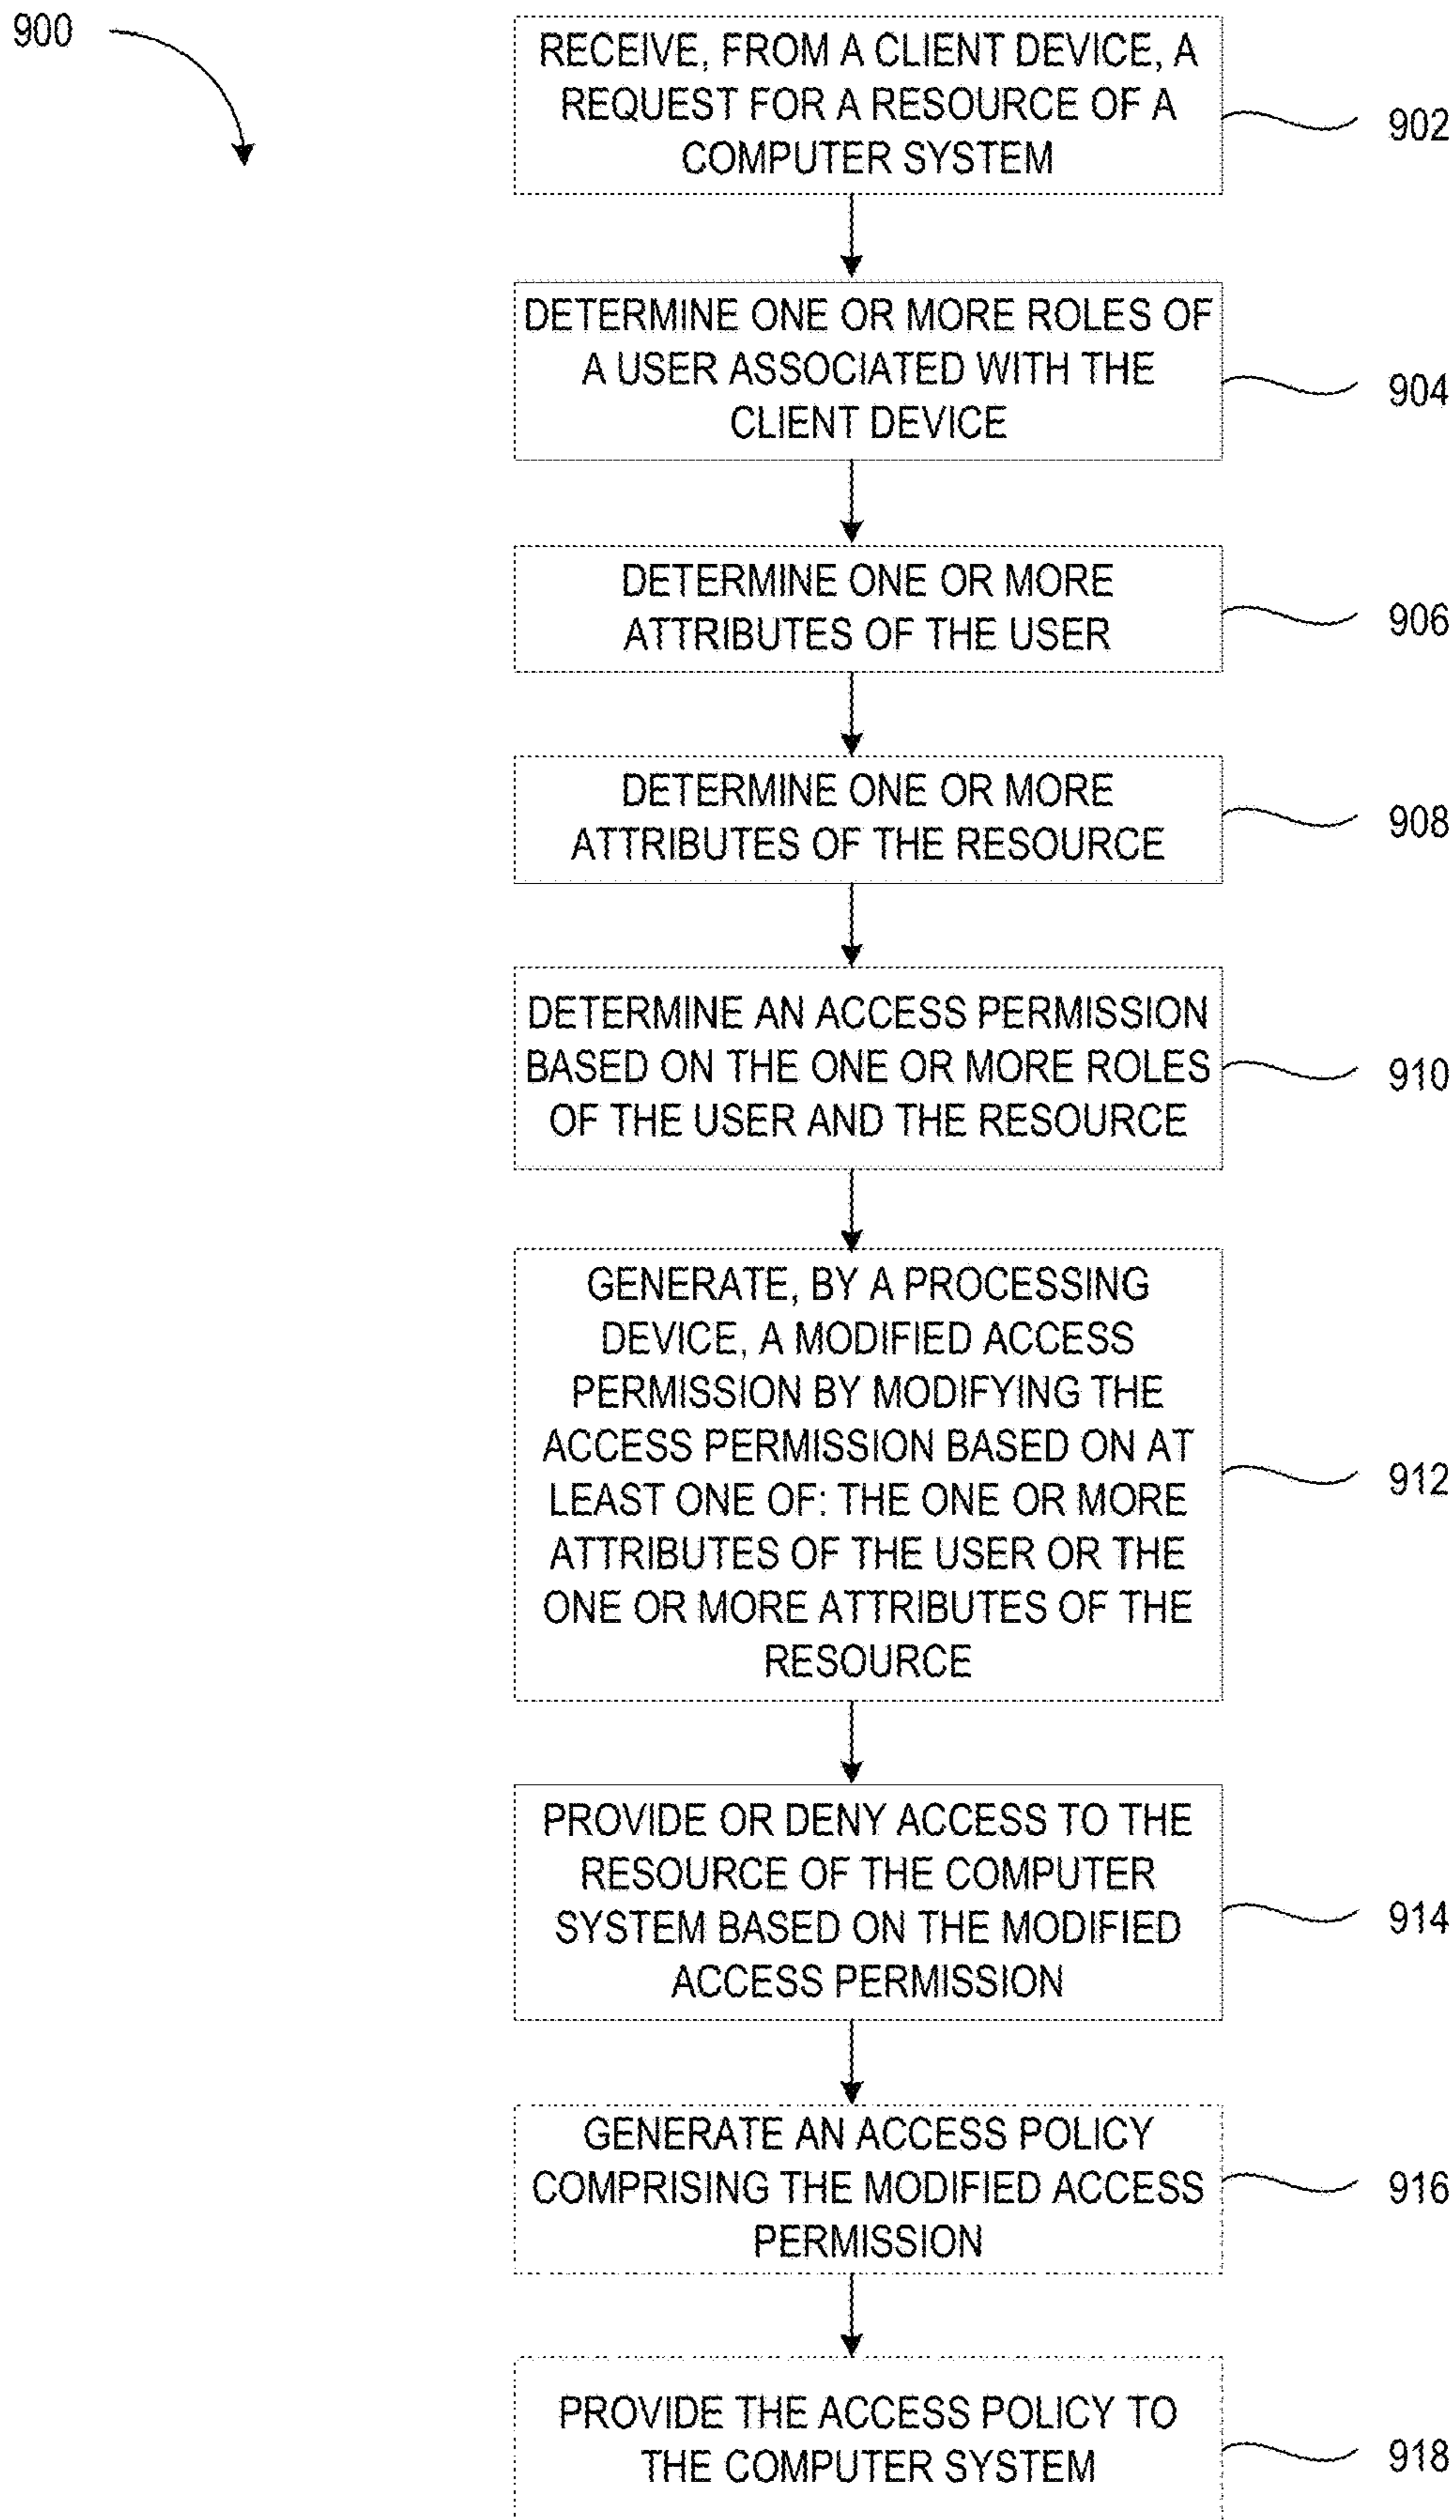 900
RECEIVE, FROM A CLIENT DEVICE, A
REQUEST FOR A RESOURCE OF A
COMPUTER SYSTEM
902
DETERMINE ONE OR MORE ROLES OF
A USER ASSOCIATED WITH THE
CLIENT DEVICE
904
DETERMINE ONE OR MORE
ATTRIBUTES OF THE USER
906
DETERMINE ONE OR MORE
ATTRIBUTES OF THE RESOURCE
908
DETERMINE AN ACCESS PERMISSION
BASED ON THE ONE OR MORE ROLES
OF THE USER AND THE RESOURCE
910
GENERATE, BY A PROCESSING
DEVICE, A MODIFIED ACCESS
PERMISSION BY MODIFYING THE
ACCESS PERMISSION BASED ON AT
LEAST ONE OF: THE ONE OR MORE
ATTRIBUTES OF THE USER OR THE
ONE OR MORE ATTRIBUTES OF THE
RESOURCE
912
PROVIDE OR DENY ACCESS TO THE
RESOURCE OF THE COMPUTER
SYSTEM BASED ON THE MODIFIED
ACCESS PERMISSION
914
GENERATE AN ACCESS POLICY
COMPRISING THE MODIFIED ACCESS
PERMISSION
916
PROVIDE THE ACCESS POLICY TO
THE COMPUTER SYSTEM
918